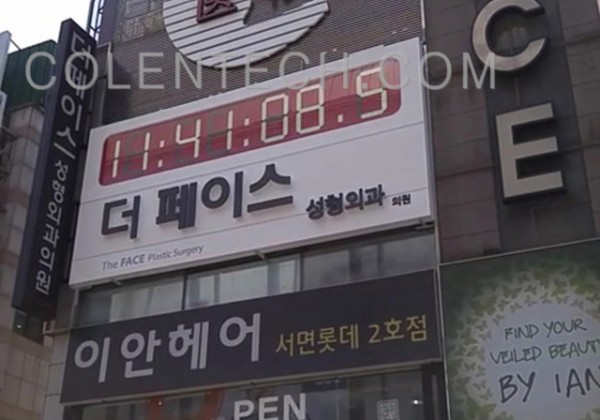 COLENTECH.COM
11:41:08.5
더 페이스 성형외과 의원
The FACE Plastic Surgery
더페이스 성형외과의원
이안헤어 서면롯데 2호점
PEN
CE
FIND YOUR
VEILED BEAUTY
BY IAN